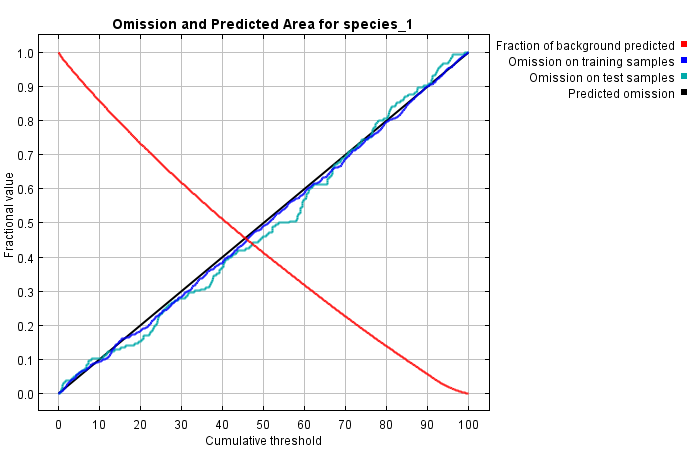 Omission and Predicted Area for species_1
Fraction of background predicted
Omission on training samples
Omission on test samples
Predicted omission
Fractional value
1.0
0.9
0.8
0.7
0.6
0.5
0.4
0.3
0.2
0.1
0.0
0 10 20 30 40 50 60 70 80 90 100
Cumulative threshold